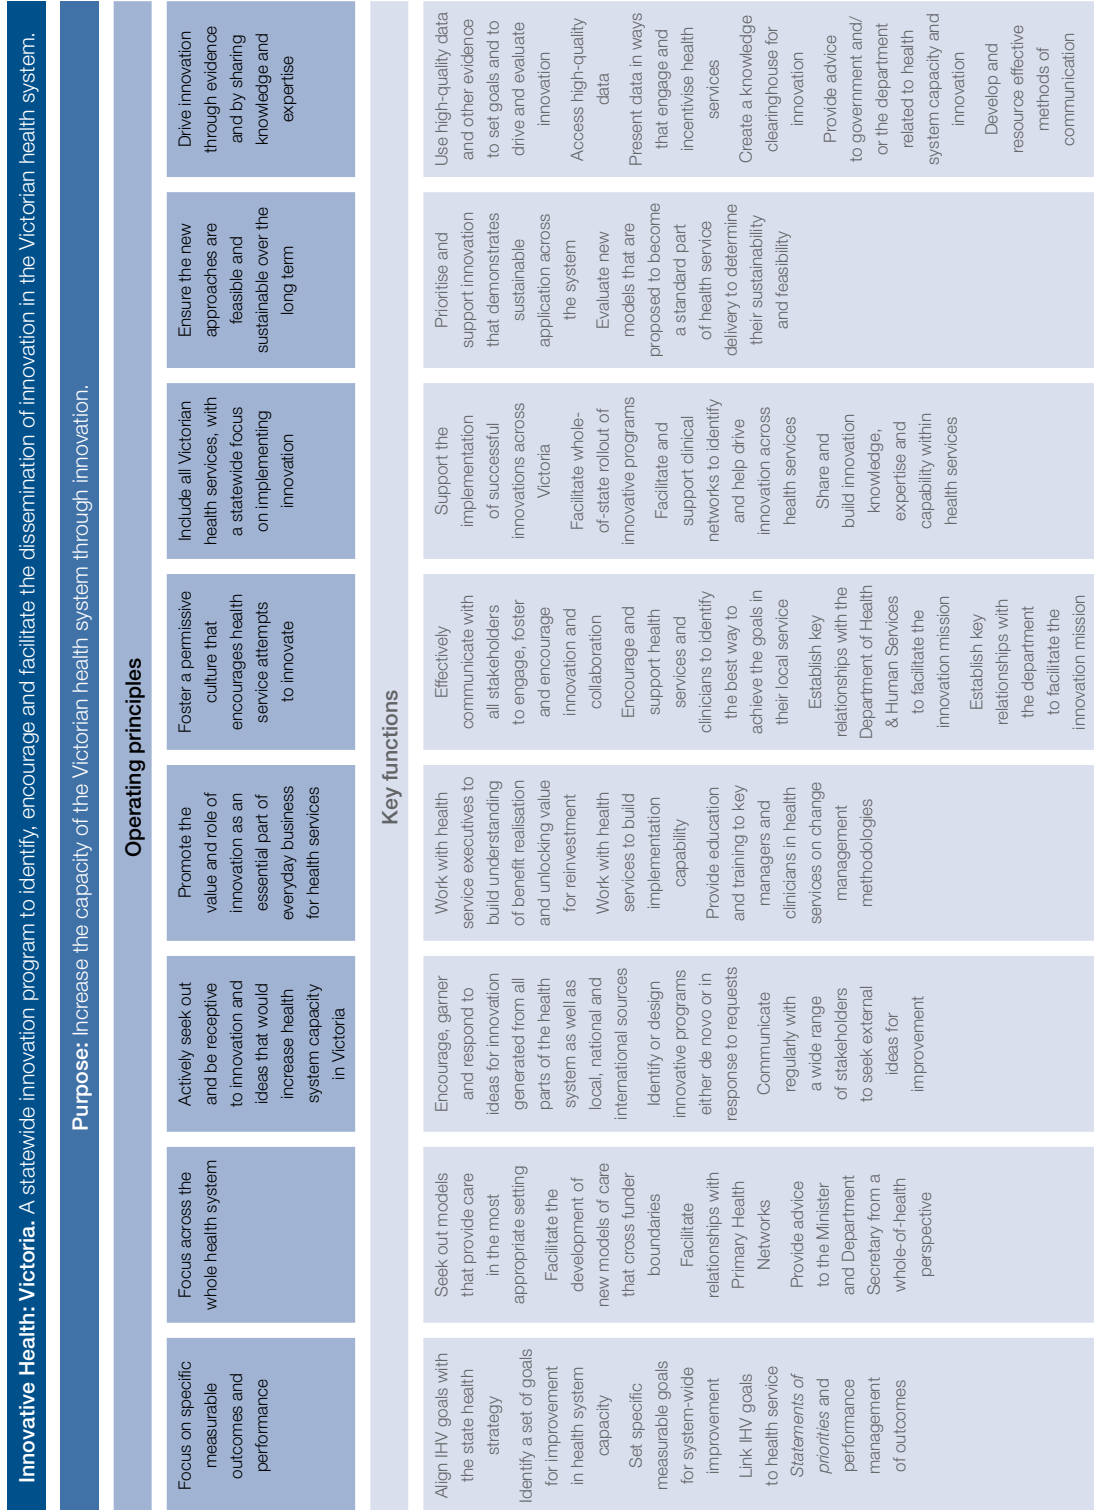 Innovative Health: Victoria. A statewide innovation program to identify, encourage and facilitate the dissemination of innovation in the Victorian health system.
Purpose: Increase the capacity of the Victorian health system through innovation.
Operating principles
Focus on specific
measurable
outcomes and
performance
Focus across the
whole health system
Actively seek out
and be receptive
to innovation and
ideas that would
increase health
system capacity
in Victoria
Promote the
value and role of
innovation as an
essential part of
everyday business
for health services
Foster a permissive
culture that
encourages health
service attempts
to innovate
Include all Victorian
health services, with
a statewide focus
on implementing
innovation
Ensure the new
approaches are
feasible and
sustainable over the
long term
Drive innovation
through evidence
and by sharing
knowledge and
expertise
Key functions
Align IHV goals with
the state health
strategy
Identify a set of goals
for improvement
in health system
capacity
Set specific
measurable goals
for system-wide
improvement
Link IHV goals
to health service
Statements of
priorities and
performance
management
of outcomes
Seek out models
that provide care
in the most
appropriate setting
Facilitate the
development of
new models of care
that cross funder
boundaries
Facilitate
relationships with
Primary Health
Networks
Provide advice
to the Minister
and Department
Secretary from a
whole-of-health
perspective
Encourage, garner
and respond to
ideas for innovation
generated from all
parts of the health
system as well as
local, national and
international sources
Identify or design
innovative programs
either de novo or in
response to requests
Communicate
regularly with
a wide range
of stakeholders
to seek external
ideas for
improvement
Work with health
service executives to
build understanding
of benefit realisation
and unlocking value
for reinvestment
Work with health
services to build
implementation
capability
Provide education
and training to key
managers and
clinicians in health
services on change
management
methodologies
Effectively
communicate with
all stakeholders
to engage, foster
and encourage
innovation and
collaboration
Encourage and
support health
services and
clinicians to identify
the best way to
achieve the goals in
their local service
Establish key
relationships with the
Department of Health
& Human Services
to facilitate the
innovation mission
Establish key
relationships with
the department
to facilitate the
innovation mission
Support the
implementation
of successful
innovations across
Victoria
Facilitate whole-
of-state rollout of
innovative programs
Facilitate and
support clinical
networks to identify
and help drive
innovation across
health services
Share and
build innovation
knowledge,
expertise and
capability within
health services
Prioritise and
support innovation
that demonstrates
sustainable
application across
the system
Evaluate new
models that are
proposed to become
a standard part
of health service
delivery to determine
their sustainability
and feasibility
Use high-quality data
and other evidence
to set goals and to
drive and evaluate
innovation
Access high-quality
data
Present data in ways
that engage and
incentivise health
services
Create a knowledge
clearinghouse for
innovation
Provide advice
to government and/
or the department
related to health
system capacity and
innovation
Develop and
resource effective
methods of
communication